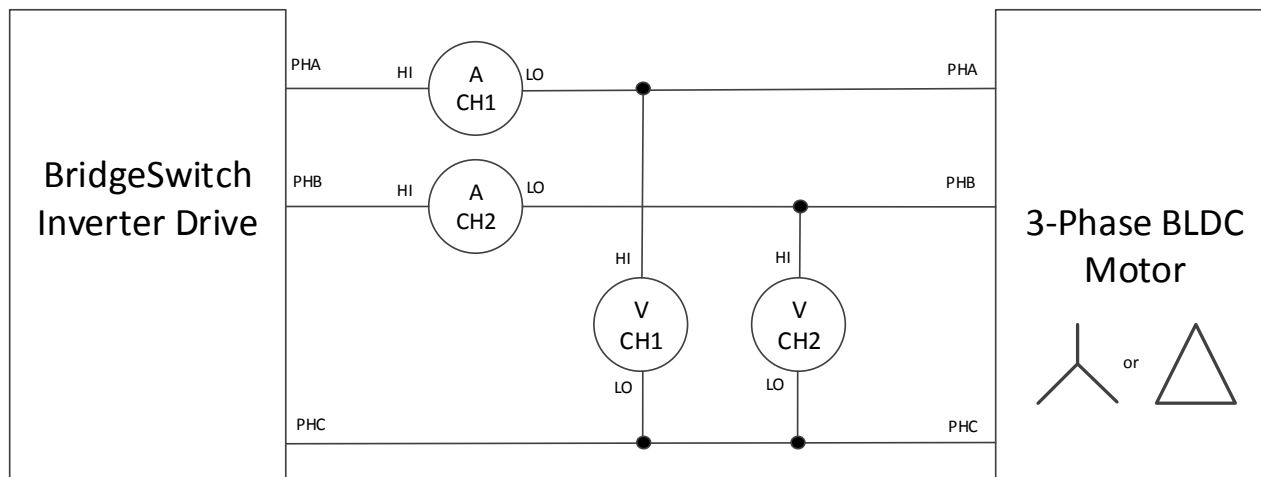 BridgeSwitch
Inverter Drive
PHA
HI
A
CH1
LO
PHA
PHB
HI
A
CH2
LO
PHB
3-Phase BLDC
Motor
HI
V
CH1
LO
HI
V
CH2
LO
or
PHC
PHC